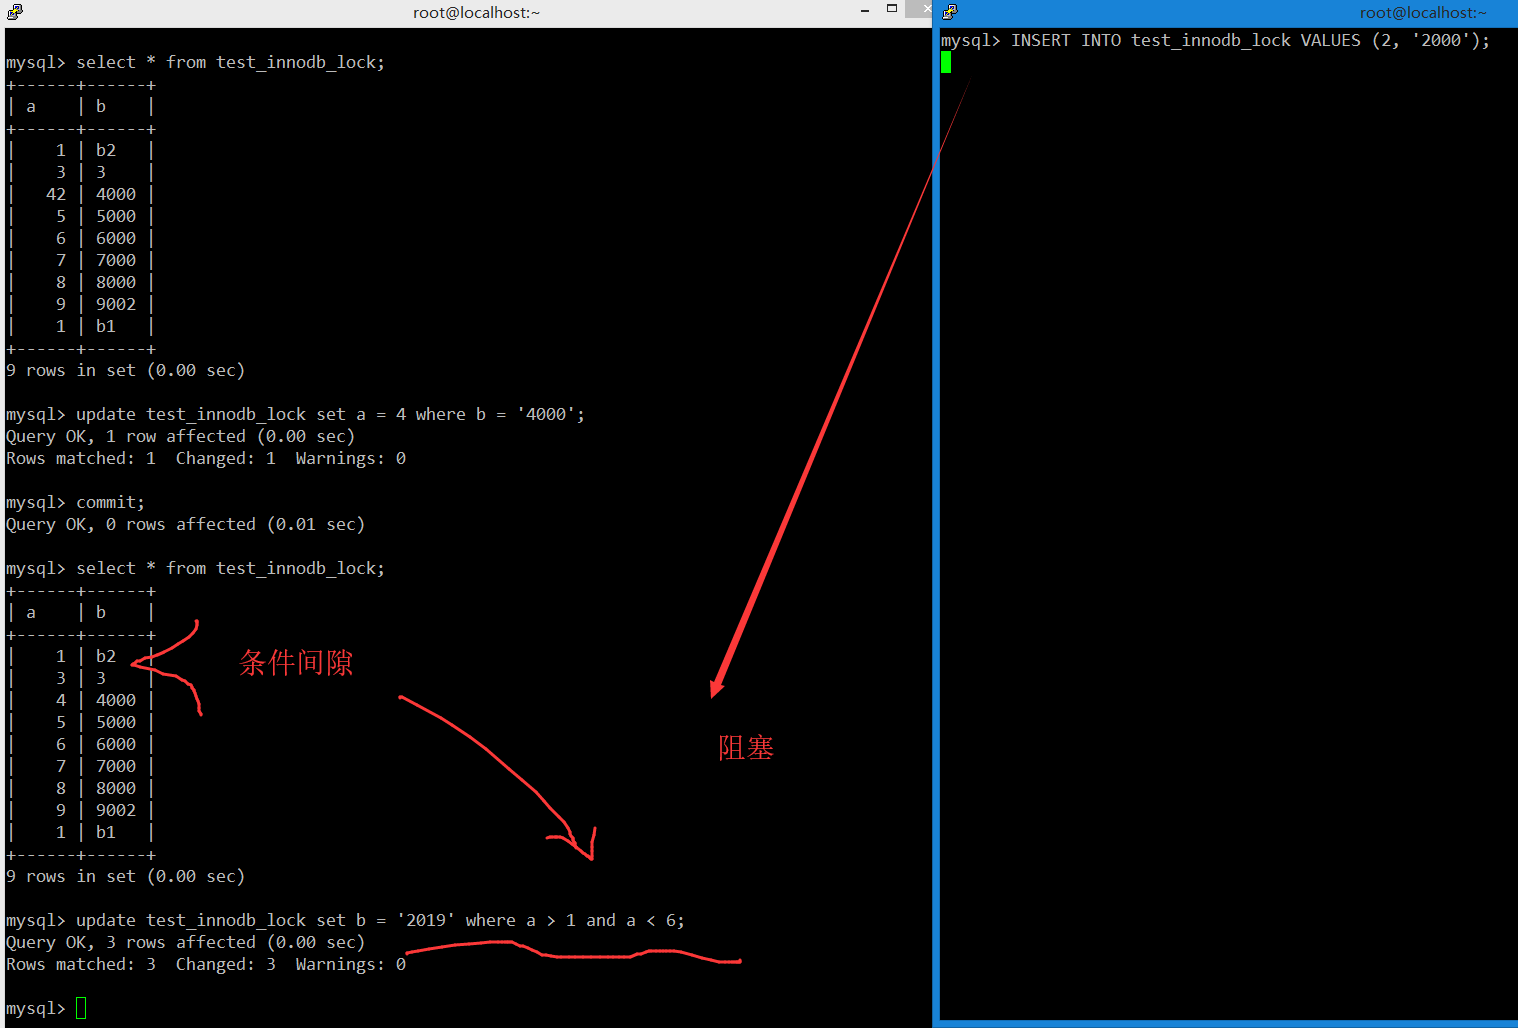 root@localhost:~
mysql> select * from test_innodb_lock;
+------+------+
| a    | b    |
+------+------+
|    1 | b2   |
|    3 | 3    |
|   42 | 4000 |
|    5 | 5000 |
|    6 | 6000 |
|    7 | 7000 |
|    8 | 8000 |
|    9 | 9002 |
|    1 | b1   |
+------+------+
9 rows in set (0.00 sec)
mysql> update test_innodb_lock set a = 4 where b = '4000';
Query OK, 1 row affected (0.00 sec)
Rows matched: 1  Changed: 1  Warnings: 0
mysql> commit;
Query OK, 0 rows affected (0.01 sec)
mysql> select * from test_innodb_lock;
+------+------+
| a    | b    |
+------+------+
|    1 | b2   |
|    3 | 3    |
|    4 | 4000 |
|    5 | 5000 |
|    6 | 6000 |
|    7 | 7000 |
|    8 | 8000 |
|    9 | 9002 |
|    1 | b1   |
+------+------+
9 rows in set (0.00 sec)
条件间隙
mysql> update test_innodb_lock set b = '2019' where a > 1 and a < 6;
Query OK, 3 rows affected (0.00 sec)
Rows matched: 3  Changed: 3  Warnings: 0
mysql>
阻塞
root@localhost:~
mysql> INSERT INTO test_innodb_lock VALUES (2, '2000');